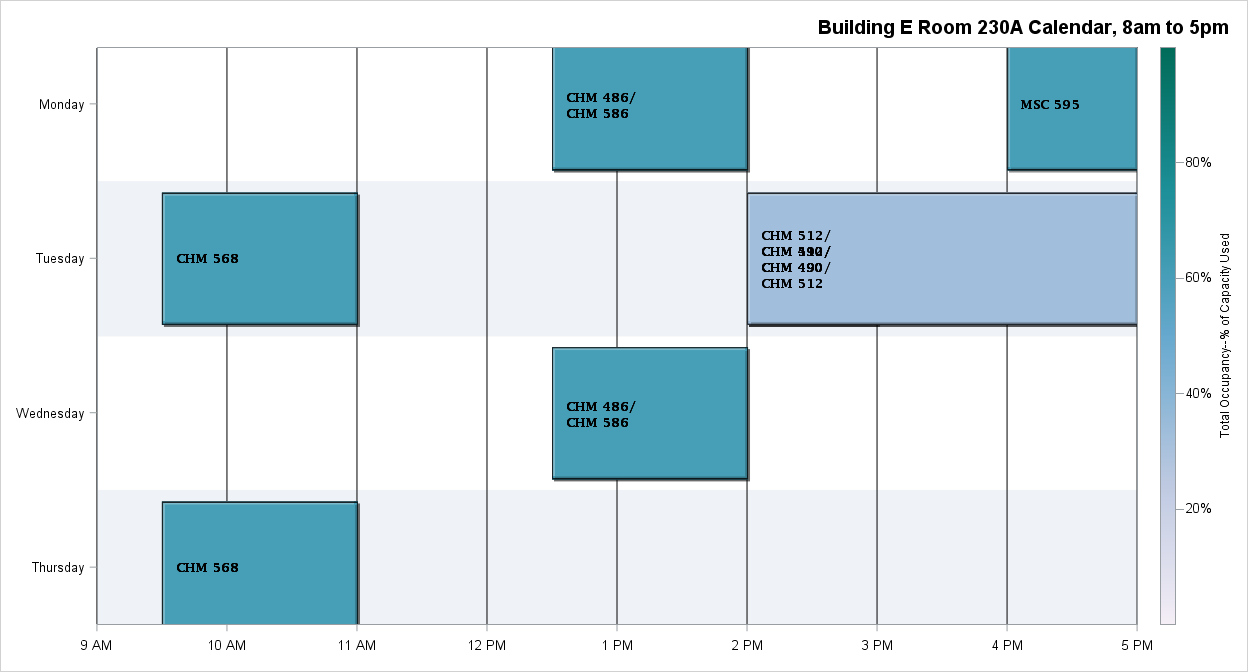 Building E Room 230A Calendar, 8am to 5pm
Monday
CHM 486/
CHM 586
MSC 595
Tuesday
CHM 568
CHM 512/
CHM
CHM 490/
CHM 512
Wednesday
CHM 486/
CHM 586
Thursday
CHM 568
9 AM
10 AM
11 AM
12 PM
1 PM
2 PM
3 PM
4 PM
5 PM
80%
60%
40%
20%
Total Occupancy--% of Capacity Used